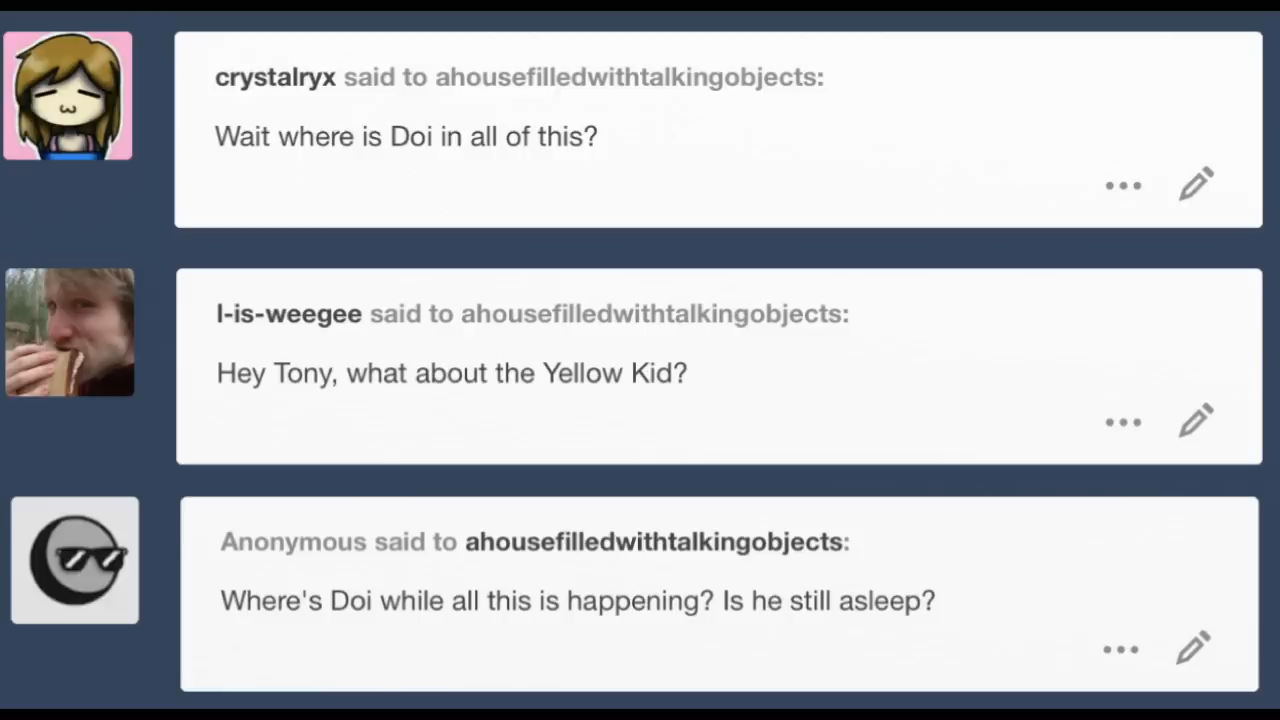 crystalryx said to ahousefilledwithtalkingobjects:
Wait where is Doi in all of this?
l-is-weegee said to ahousefilledwithtalkingobjects:
Hey Tony, what about the Yellow Kid?
Anonymous said to ahousefilledwithtalkingobjects:
Where's Doi while all this is happening? Is he still asleep?